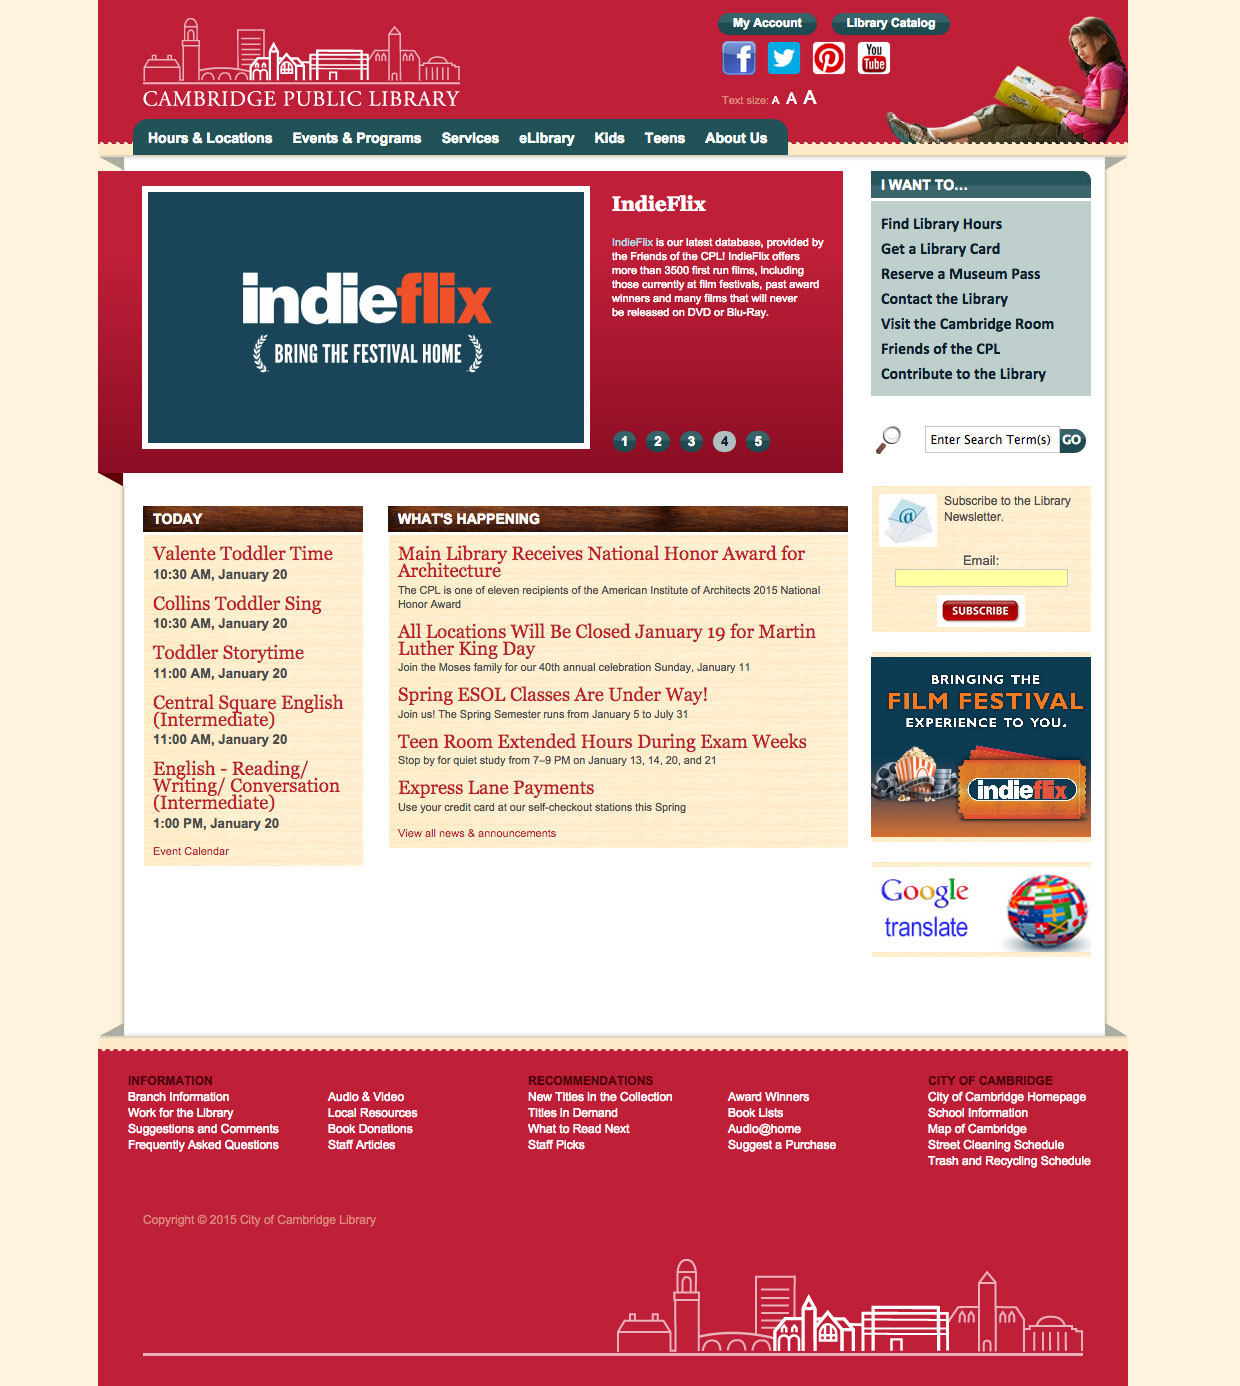 My Account
Library Catalog
f
You
Tube
CAMBRIDGE PUBLIC LIBRARY
Text size: A A A
Hours & Locations
Events & Programs
Services
eLibrary
Kids
Teens
About Us
indieflix
BRING THE FESTIVAL HOME
IndieFlix
IndieFlix is our latest database, provided by
the Friends of the CPL! IndieFlix offers
more than 3500 first run films, including
those currently at film festivals, past award
winners and many films that will never
be released on DVD or Blu-Ray.
1 2 3 4 5
I WANT TO...
Find Library Hours
Get a Library Card
Reserve a Museum Pass
Contact the Library
Visit the Cambridge Room
Friends of the CPL
Contribute to the Library
Enter Search Term(s)
GO
@
Subscribe to the Library
Newsletter.
Email:
SUBSCRIBE
TODAY
Valente Toddler Time
10:30 AM, January 20
Collins Toddler Sing
10:30 AM, January 20
Toddler Storytime
11:00 AM, January 20
Central Square English
(Intermediate)
11:00 AM, January 20
English - Reading/
Writing/ Conversation
(Intermediate)
1:00 PM, January 20
Event Calendar
WHAT'S HAPPENING
Main Library Receives National Honor Award for
Architecture
The CPL is one of eleven recipients of the American Institute of Architects 2015 National
Honor Award
All Locations Will Be Closed January 19 for Martin
Luther King Day
Join the Moses family for our 40th annual celebration Sunday, January 11
Spring ESOL Classes Are Under Way!
Join us! The Spring Semester runs from January 5 to July 31
Teen Room Extended Hours During Exam Weeks
Stop by for quiet study from 7–9 PM on January 13, 14, 20, and 21
Express Lane Payments
Use your credit card at our self-checkout stations this Spring
View all news & announcements
BRINGING THE
FILM FESTIVAL
EXPERIENCE TO YOU.
indieflix
Google
translate
INFORMATION
Branch Information
Work for the Library
Suggestions and Comments
Frequently Asked Questions
Audio & Video
Local Resources
Book Donations
Staff Articles
RECOMMENDATIONS
New Titles in the Collection
Titles in Demand
What to Read Next
Staff Picks
Award Winners
Book Lists
Audio@home
Suggest a Purchase
CITY OF CAMBRIDGE
City of Cambridge Homepage
School Information
Map of Cambridge
Street Cleaning Schedule
Trash and Recycling Schedule
Copyright © 2015 City of Cambridge Library